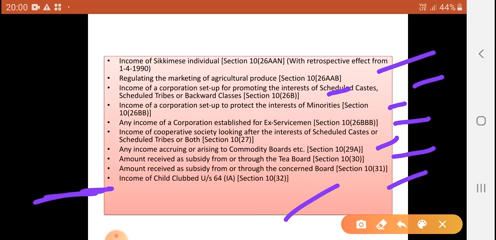 20:00
44%
Income of Sikkimese individual [Section 10(26AAN] (With retrospective effect from
1-4-1990)
Regulating the marketing of agricultural produce [Section 10[26AAB]
Income of a corporation set-up for promoting the interests of Scheduled Castes,
Scheduled Tribes or Backward Classes [Section 10(26B)]
Income of a corporation set-up to protect the interests of Minorities [Section
10(26BB)]
Any income of a Corporation established for Ex-Servicemen [Section 10(26BBB)]
Income of cooperative society looking after the interests of Scheduled Castes or
Scheduled Tribes or Both [Section 10(27)]
Any income accruing or arising to Commodity Boards etc. [Section 10(29A)]
Amount received as subsidy from or through the Tea Board [Section 10(30)]
Amount received as subsidy from or through the concerned Board [Section 10(31)]
Income of Child Clubbed U/s 64 (IA) [Section 10(32)]